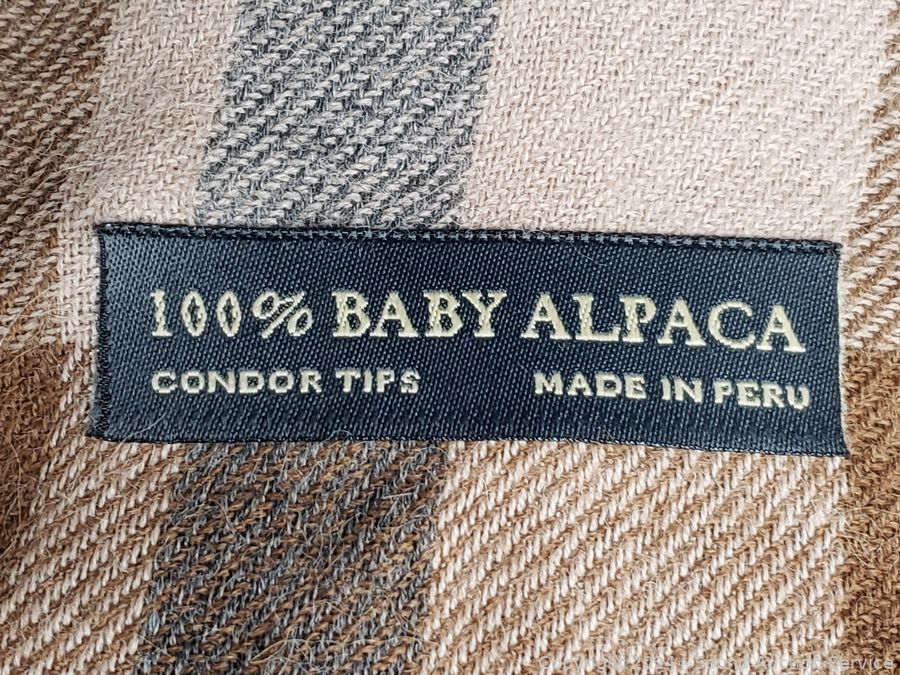 100% BABY ALPACA
CONDOR TIPS
MADE IN PERU